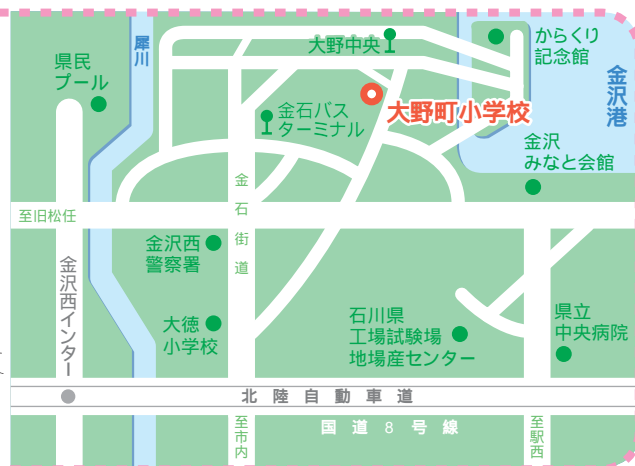 大野中央
からくり
記念館
犀川
県民
プール
金沢港
金石バス
ターミナル
大野町小学校
金沢
みなと会館
金石街道
至旧松任
金沢西
警察署
金沢西インター
大徳
小学校
石川県
工場試験場
地場産センター
県立
中央病院
北陸自動車道
国道8号線
至市内
至駅西